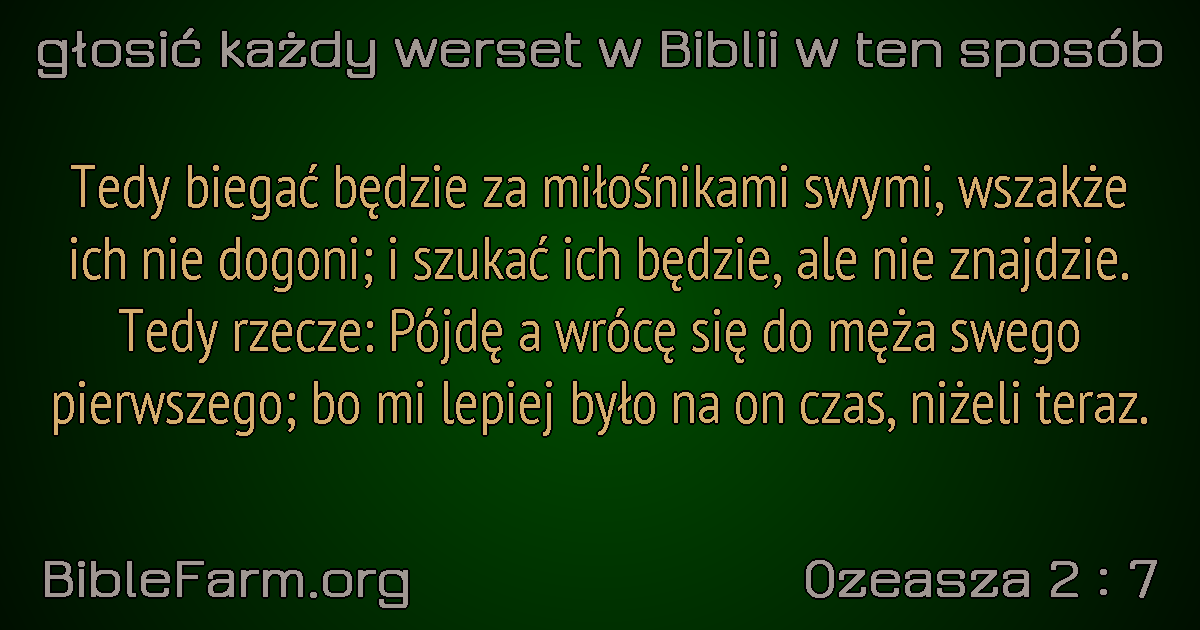 głosić każdy werset w Biblii w ten sposób
Tedy biegać będzie za miłośnikami swymi, wszakże
ich nie dogoni; i szukać ich będzie, ale nie znajdzie.
Tedy rzecze: Pójdę a wrócę się do męża swego
pierwszego; bo mi lepiej było na on czas, niżeli teraz.
BibleFarm.org
Ozeasza 2 : 7